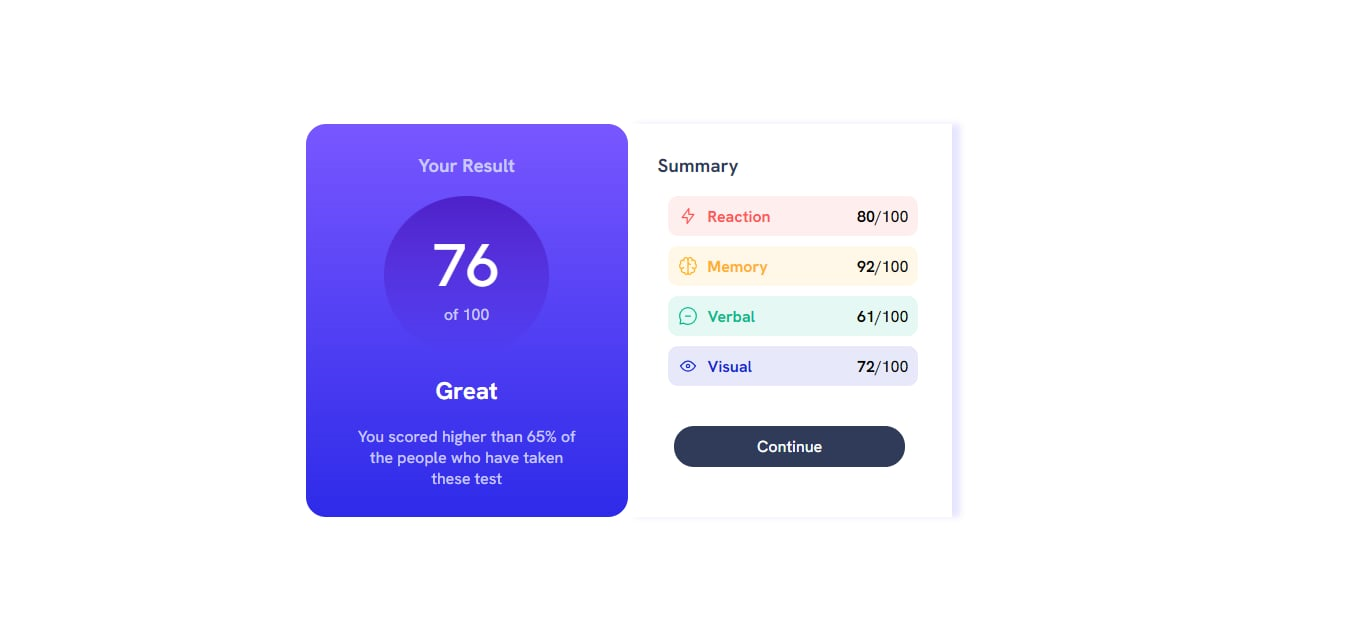 Your Result
76
of 100
Great
You scored higher than 65% of
the people who have taken
these test
Summary
Reaction 80/100
Memory 92/100
Verbal 61/100
Visual 72/100
Continue